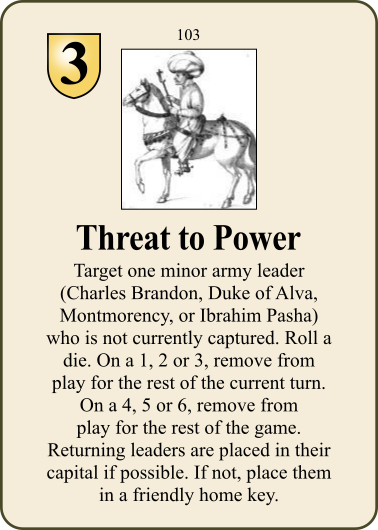 103
3
Threat to Power
Target one minor army leader
(Charles Brandon, Duke of Alva,
Montmorency, or Ibrahim Pasha)
who is not currently captured. Roll a
die. On a 1, 2 or 3, remove from
play for the rest of the current turn.
On a 4, 5 or 6, remove from
play for the rest of the game.
Returning leaders are placed in their
capital if possible. If not, place them
in a friendly home key.